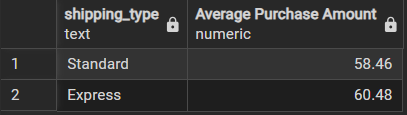 shipping_type Average Purchase Amount
text numeric
1 Standard 58.46
2 Express 60.48